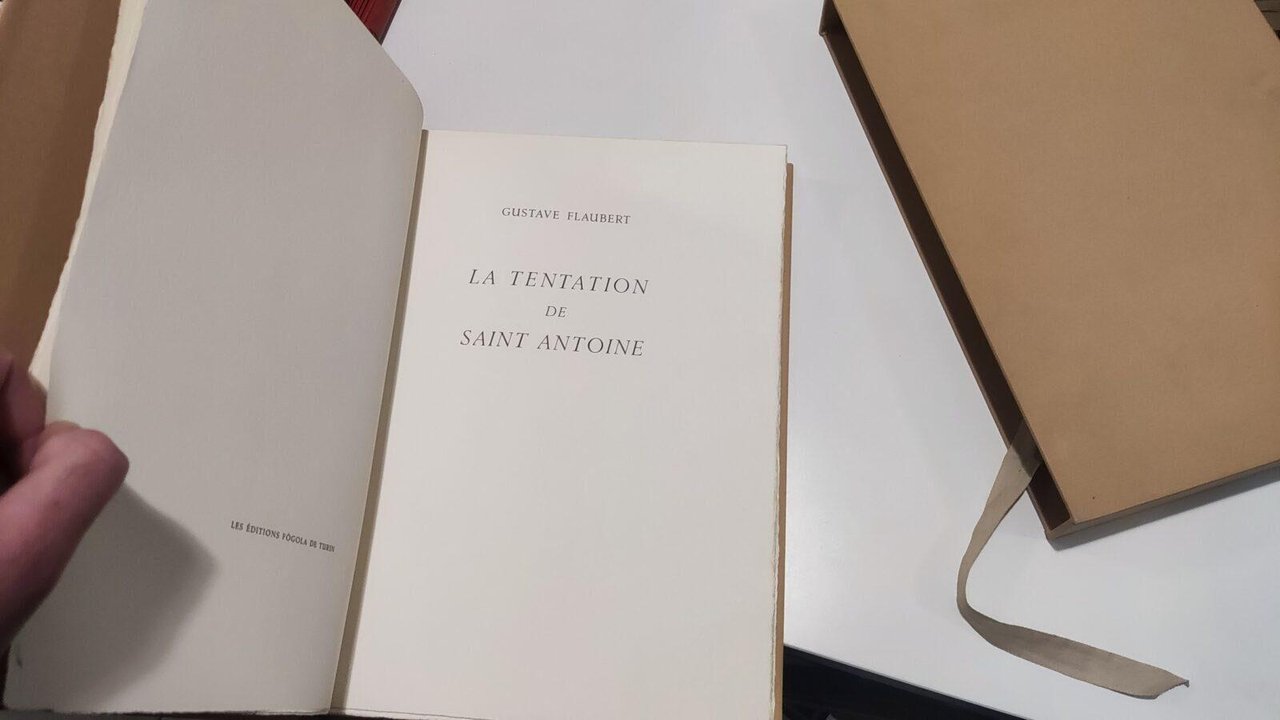 LES ÉDITIONS FÒGOLA DE TURIN
GUSTAVE FLAUBERT
LA TENTATION
DE
SAINT ANTOINE